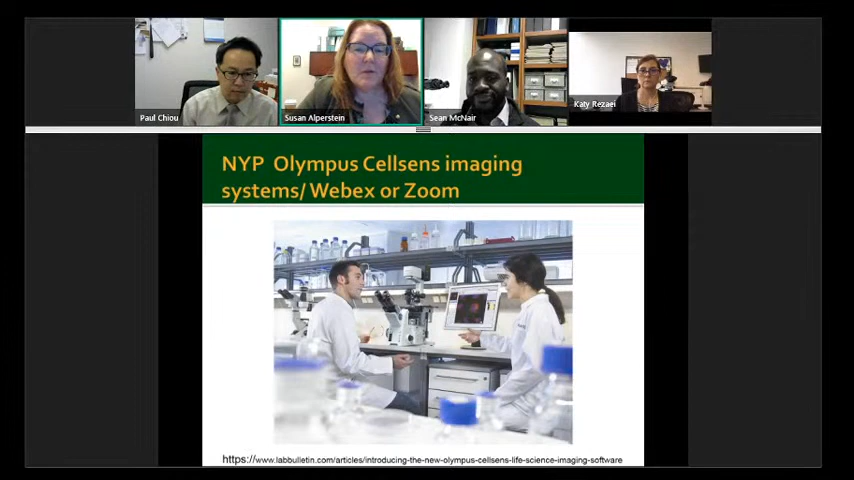 Paul Chiou
Susan Alperstein
Sean McNair
Katy Rezaei
NYP Olympus Cellsens imaging
systems/ Webex or Zoom
https://www.labbulletin.com/articles/introducing-the-new-olympus-cellsens-life-science-imaging-software